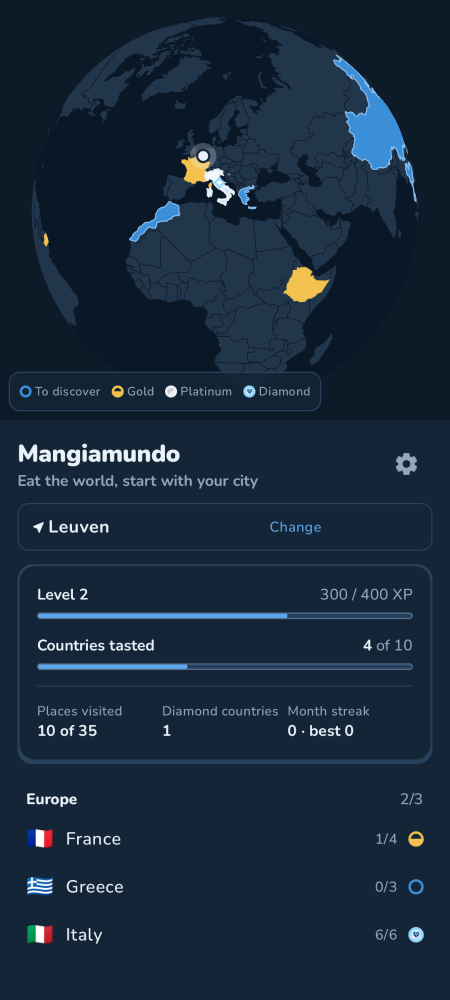 To discover Gold Platinum Diamond
Mangiamundo
Eat the world, start with your city
Leuven Change
Level 2 300 / 400 XP
Countries tasted 4 of 10
Places visited Diamond countries Month streak
10 of 35 1 0 · best 0
Europe 2/3
France 1/4
Greece 0/3
Italy 6/6